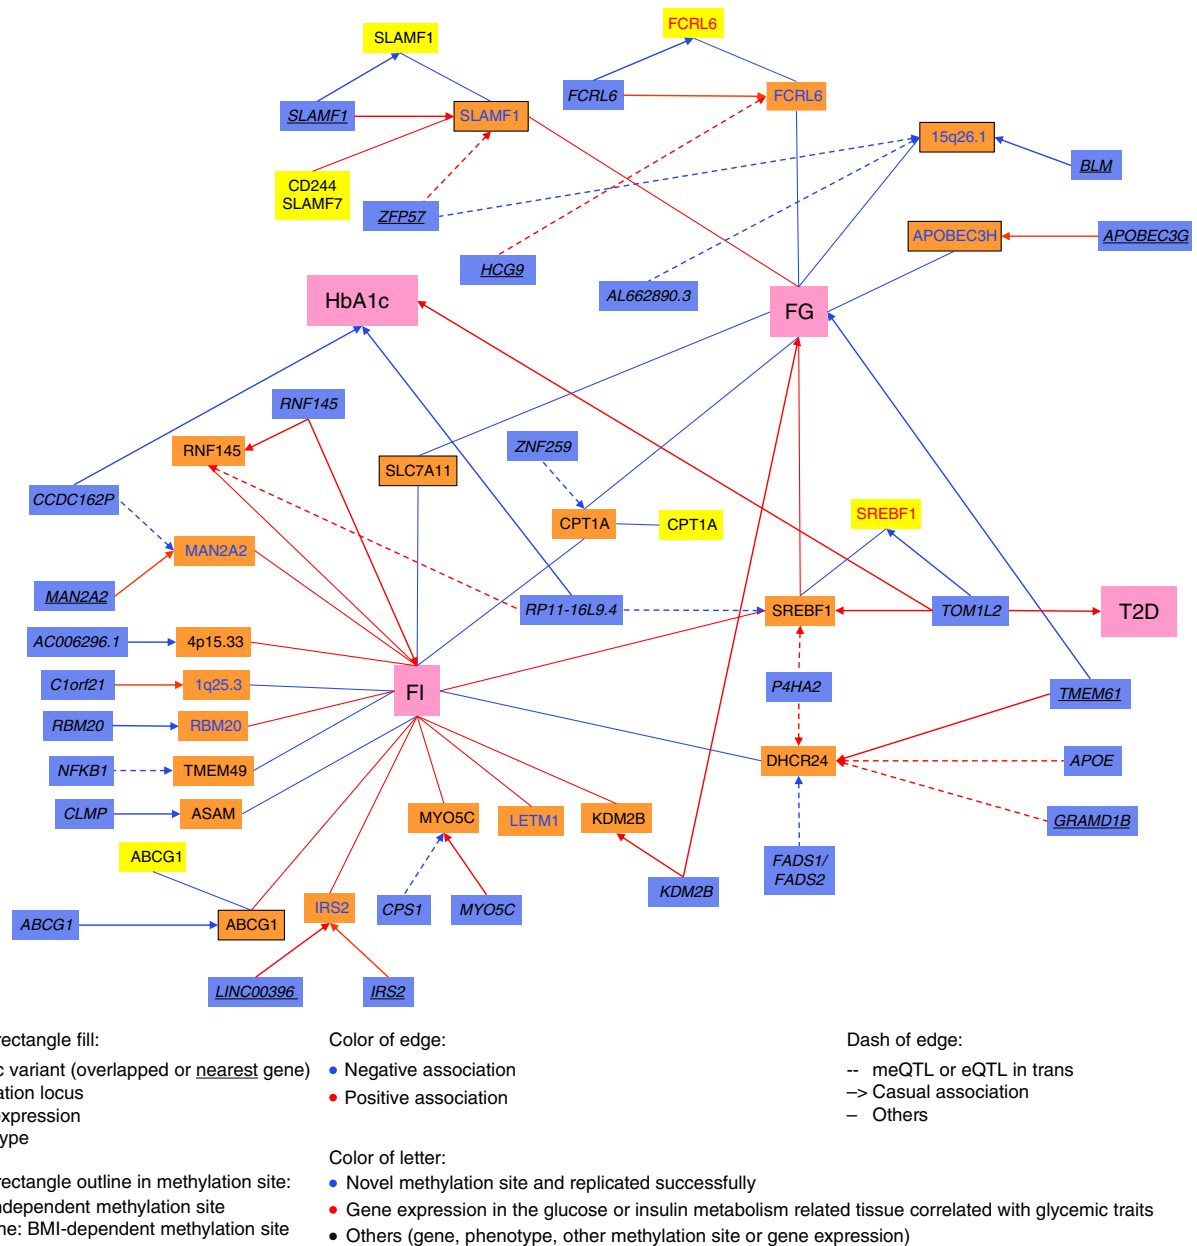 FCRL6
SLAMF1
FCRL6
FCRL6
SLAMF1
SLAMF1
15q26.1
BLM
CD244
SLAMF7
ZFP57
APOBEC3H
APOBEC3G
HCG9
AL662890.3
HbA1c
FG
RNF145
RNF145
ZNF259
SLC7A11
CCDC162P
SREBF1
CPT1A
CPT1A
MAN2A2
MAN2A2
RP11-16L9.4
SREBF1
TOM1L2
T2D
AC006296.1
4p15.33
C1orf21
1q25.3
FI
P4HA2
TMEM61
RBM20
RBM20
NFKB1
TMEM49
DHCR24
APOE
CLMP
ASAM
MYO5C
LETM1
KDM2B
GRAMD1B
ABCG1
FADS1/
FADS2
KDM2B
IRS2
CPS1
MYO5C
ABCG1
ABCG1
LINC00396
IRS2
rectangle fill:
c variant (overlapped or nearest gene)
ation locus
expression
type
rectangle outline in methylation site:
ndependent methylation site
ne: BMI-dependent methylation site
Color of edge:
• Negative association
• Positive association
Color of letter:
• Novel methylation site and replicated successfully
• Gene expression in the glucose or insulin metabolism related tissue correlated with glycemic traits
• Others (gene, phenotype, other methylation site or gene expression)
Dash of edge:
-- meQTL or eQTL in trans
–> Casual association
– Others